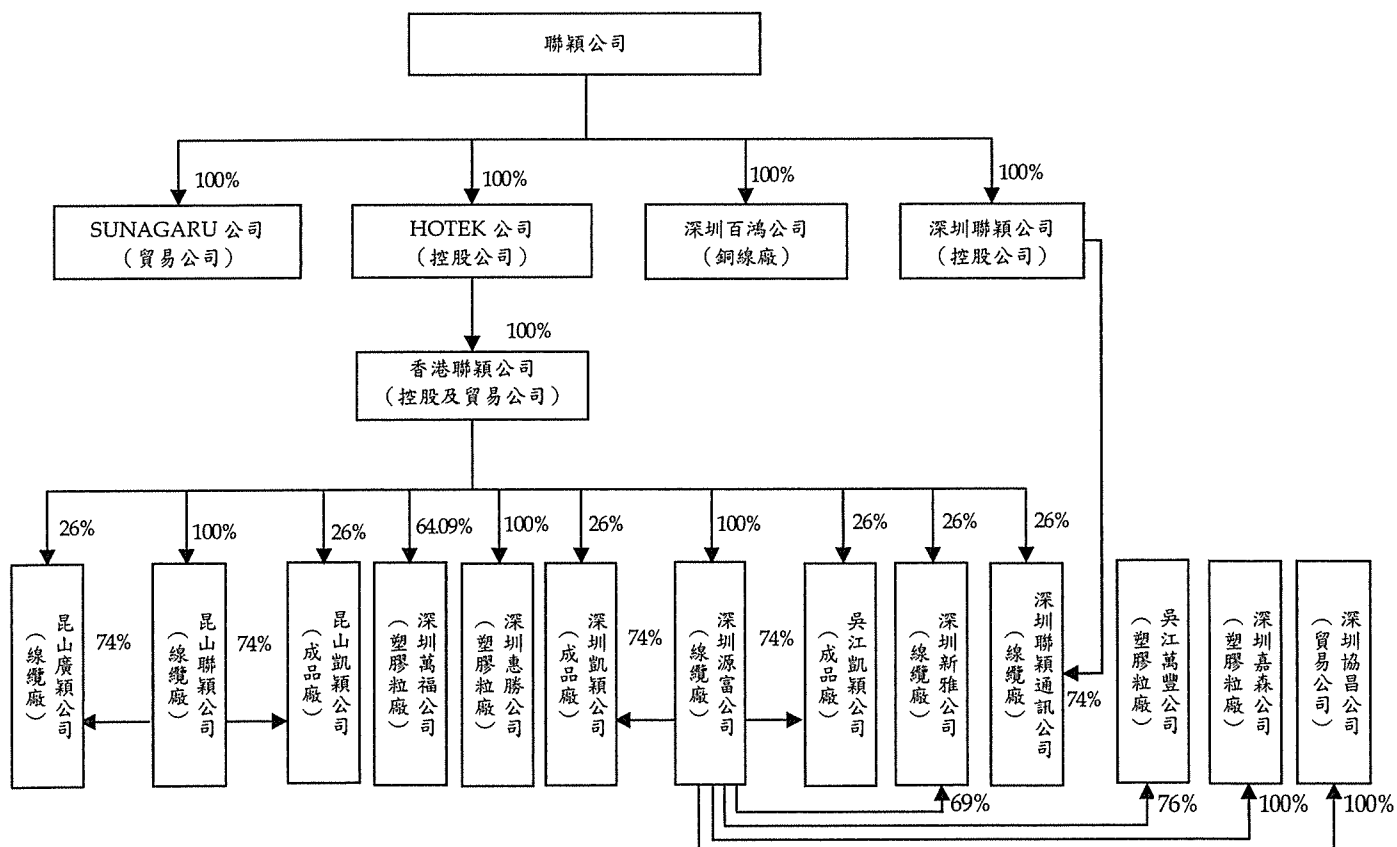 聯穎公司
100%
100%
100%
100%
SUNAGARU 公司
（貿易公司）
HOTEK 公司
（控股公司）
深圳百鴻公司
（銅線廠）
深圳聯穎公司
（控股公司）
100%
香港聯穎公司
（控股及貿易公司）
26%
100%
26%
64.09%
100%
26%
100%
26%
26%
26%
昆山廣穎公司
（線纜廠）
74%
昆山聯穎公司
（線纜廠）
74%
昆山凱穎公司
（成品廠）
深圳萬福公司
（塑膠粒廠）
深圳惠勝公司
（塑膠粒廠）
深圳凱穎公司
（成品廠）
74%
深圳源富公司
（線纜廠）
74%
吳江凱穎公司
（成品廠）
深圳新雅公司
（線纜廠）
深圳聯穎通訊公司
（線纜廠）
74%
吳江萬豐公司
（塑膠粒廠）
深圳嘉森公司
（塑膠粒廠）
深圳協昌公司
（貿易公司）
69%
76%
100%
100%